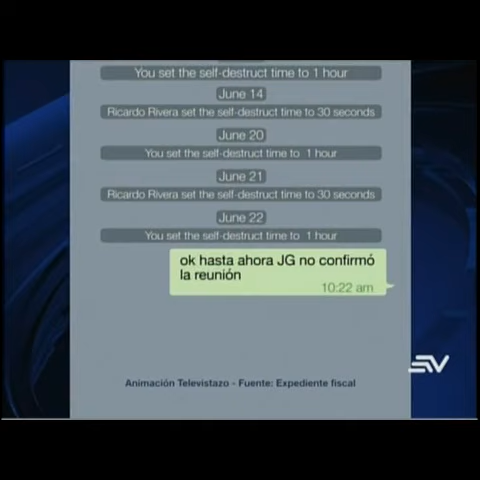 You set the self-destruct time to 1 hour
June 14
Ricardo Rivera set the self-destruct time to 30 seconds
June 20
You set the self-destruct time to 1 hour
June 21
Ricardo Rivera set the self-destruct time to 30 seconds
June 22
You set the self-destruct time to 1 hour
ok hasta ahora JG no confirmó
la reunión
10:22 am
Animación Televistazo - Fuente: Expediente fiscal